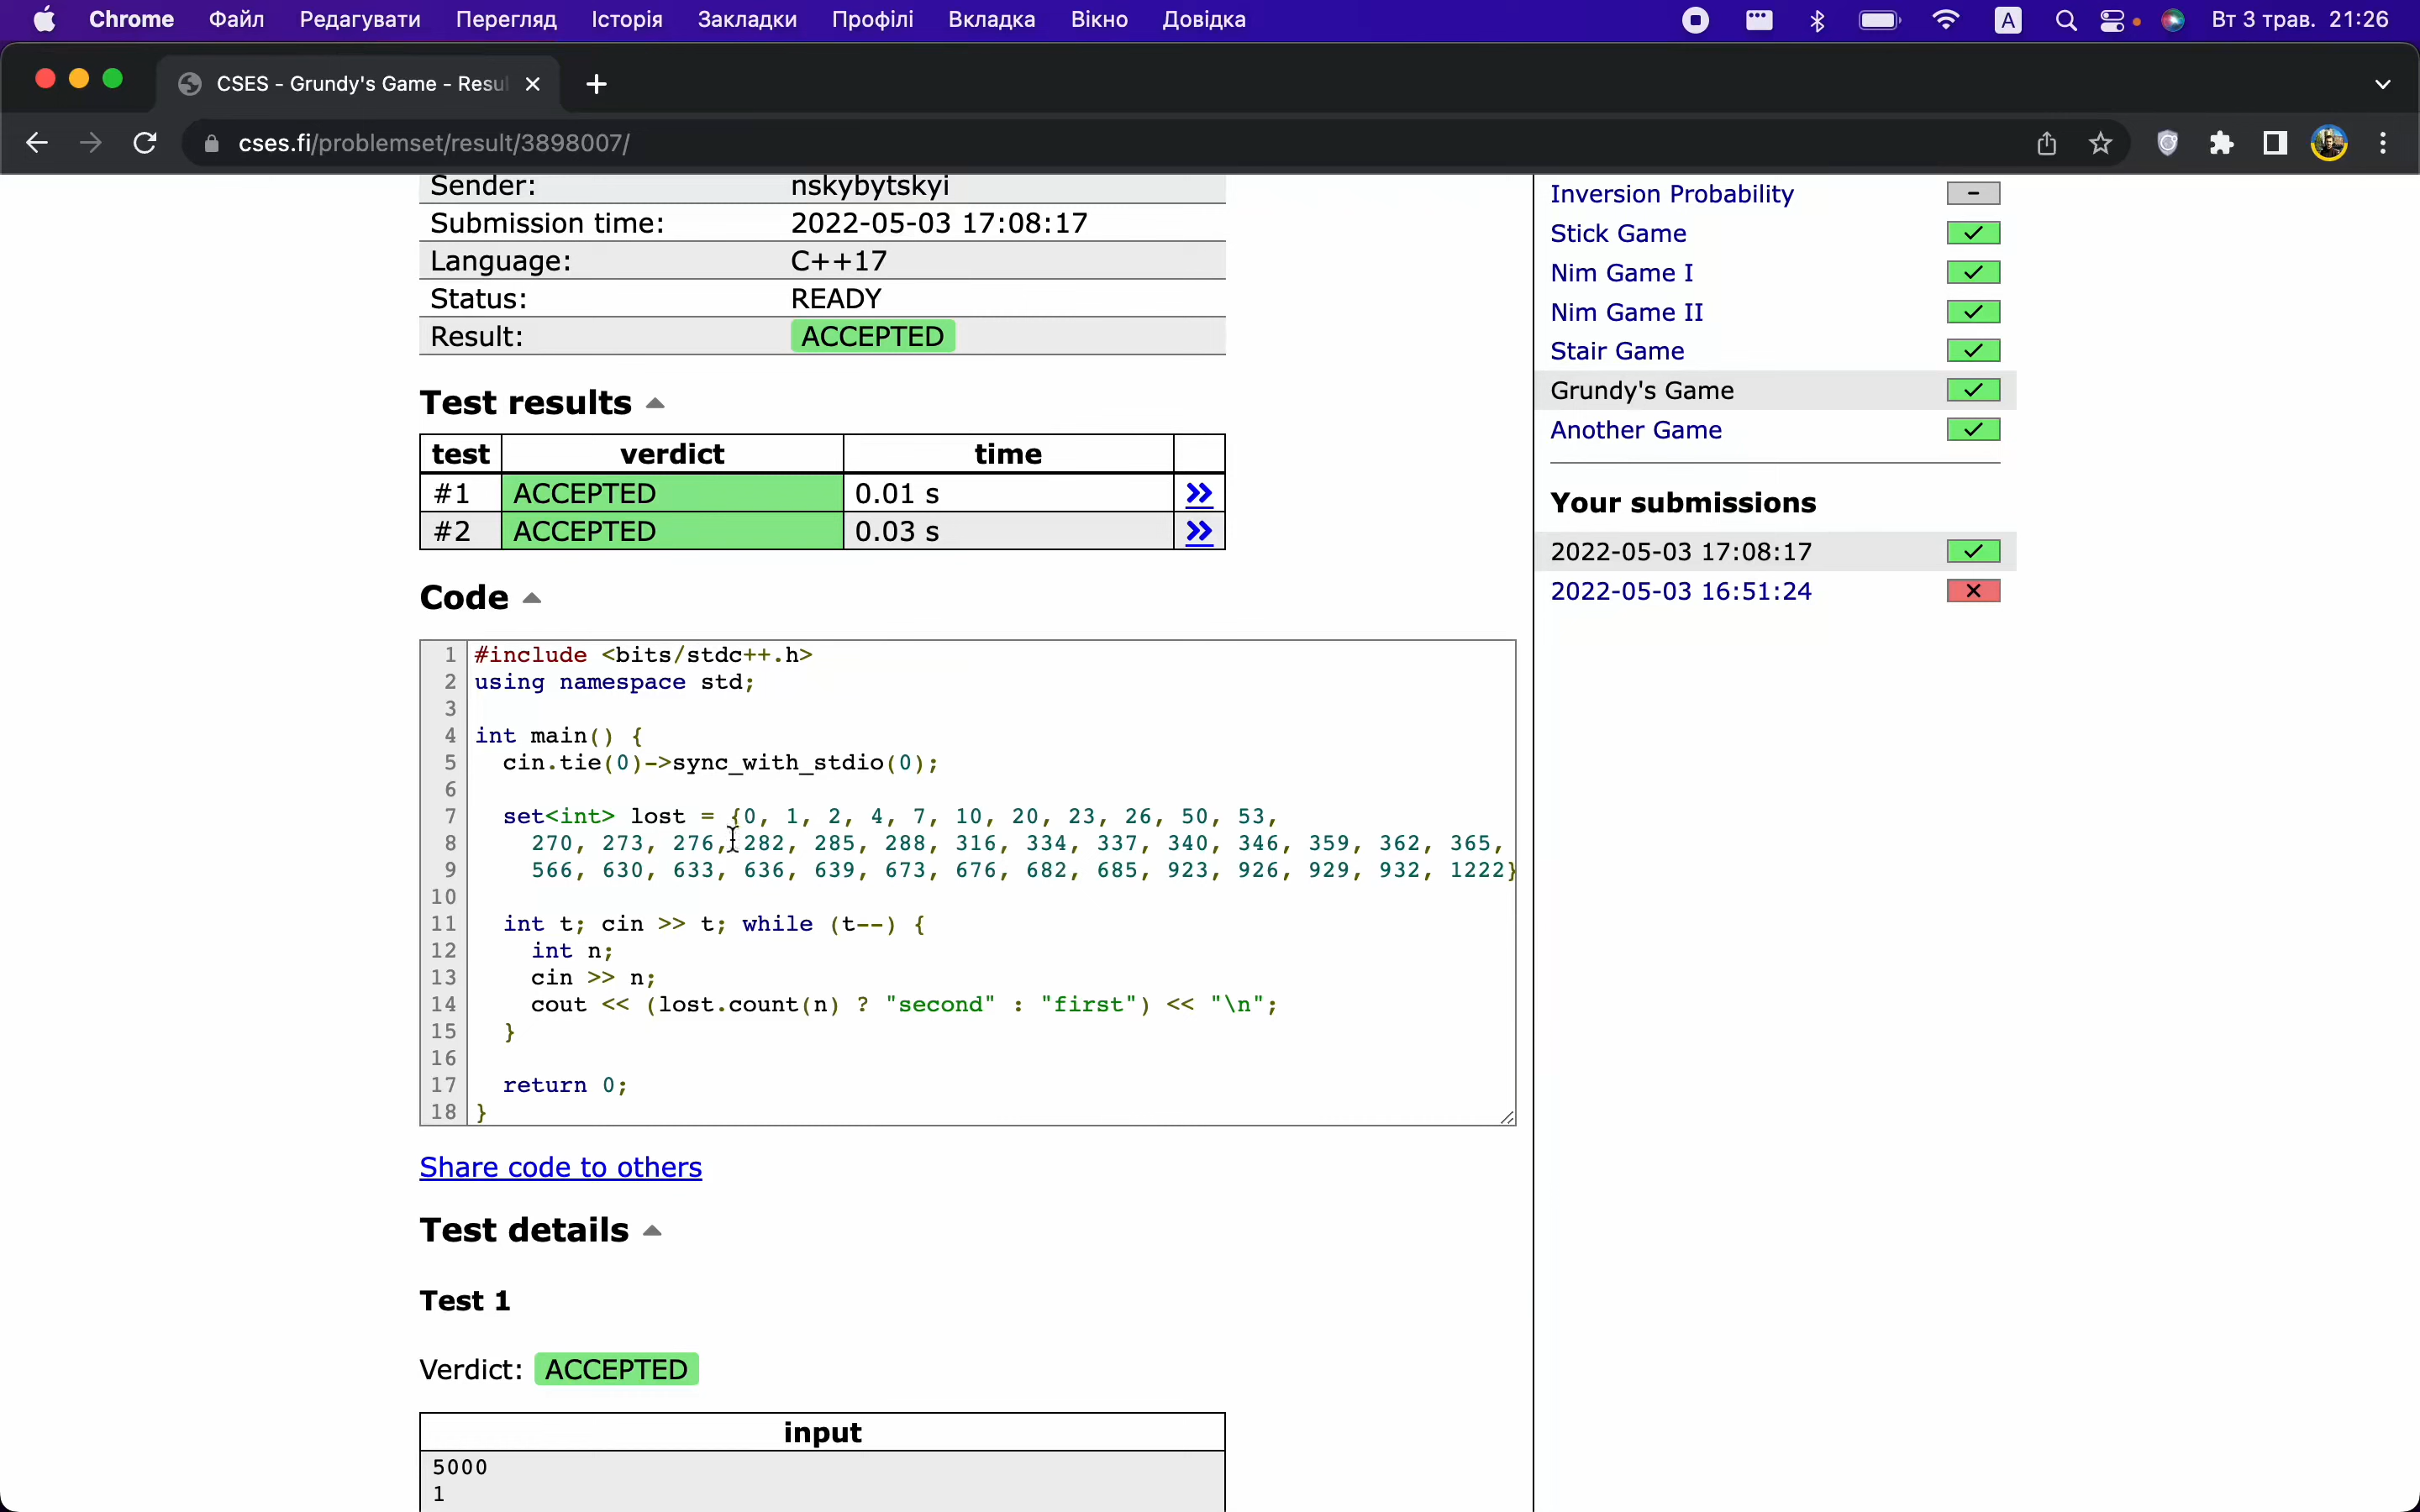 Chrome Файл Редагувати Перегляд Історія Закладки Профілі Вкладка Вікно Довідка A Вт 3 трав. 21:26
CSES - Grundy's Game - Resul
cses.fi/problemset/result/3898007/
Sender: nskybytskyi
Submission time: 2022-05-03 17:08:17
Language: C++17
Status: READY
Result: ACCEPTED
Test results
test verdict time
#1 ACCEPTED 0.01 s >>
#2 ACCEPTED 0.03 s >>
Code
1 #include <bits/stdc++.h>
2 using namespace std;
3
4 int main() {
5 cin.tie(0)->sync_with_stdio(0);
6
7 set<int> lost = {0, 1, 2, 4, 7, 10, 20, 23, 26, 50, 53,
8 270, 273, 276, 282, 285, 288, 316, 334, 337, 340, 346, 359, 362, 365,
9 566, 630, 633, 636, 639, 673, 676, 682, 685, 923, 926, 929, 932, 1222}
10
11 int t; cin >> t; while (t--) {
12 int n;
13 cin >> n;
14 cout << (lost.count(n) ? "second" : "first") << "\n";
15 }
16
17 return 0;
18 }
Share code to others
Test details
Test 1
Verdict: ACCEPTED
input
5000
1
Inversion Probability
Stick Game
Nim Game I
Nim Game II
Stair Game
Grundy's Game
Another Game
Your submissions
2022-05-03 17:08:17
2022-05-03 16:51:24